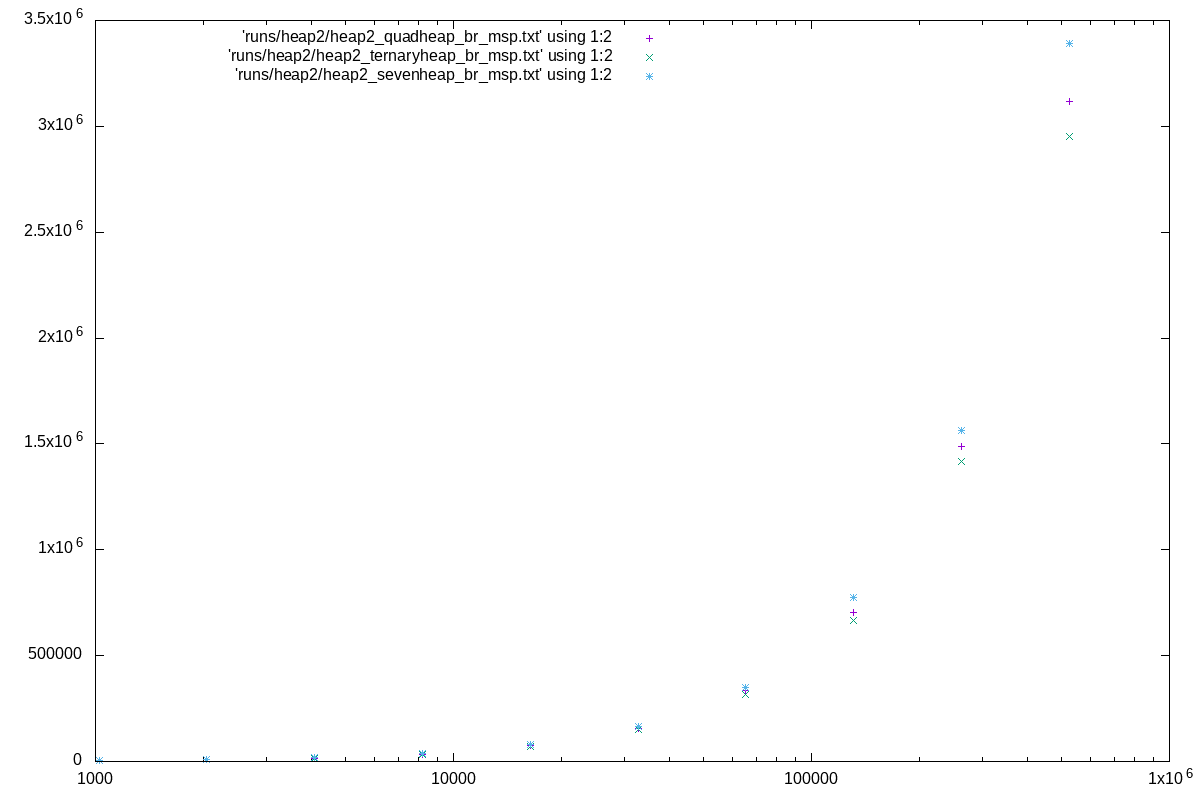 3.5x10 6
'runs/heap2/heap2_quadheap_br_msp.txt' using 1:2
'runs/heap2/heap2_ternaryheap_br_msp.txt' using 1:2
'runs/heap2/heap2_sevenheap_br_msp.txt' using 1:2
3x10 6
2.5x10 6
2x10 6
1.5x10 6
1x10 6
500000
0
1000 10000 100000 1x10 6